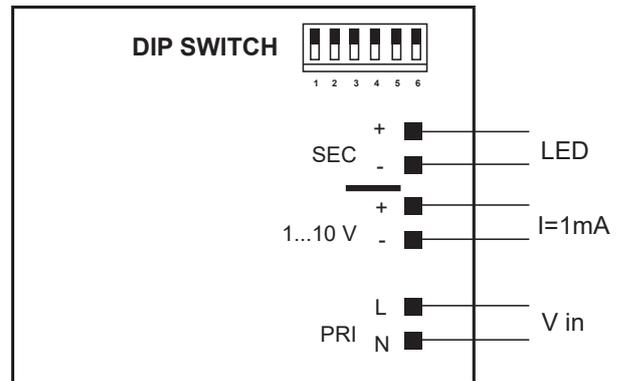 DIP SWITCH
1 2 3 4 5 6
+
SEC
-
LED
+
1...10 V
-
I=1mA
L
PRI
N
V in